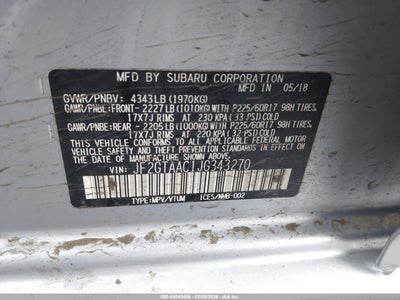 MFD BY SUBARU CORPORATION 05/18
GVWR/PNBV: 4343LB (1970KG)
GAWR/PNBE: FRONT- 2227LB (1010KG) WITH P225/60R17 98H TIRES,
17X7J RIMS AT 230 KPA (33 PSI) COLD
GAWR/PNBE: REAR - 2205LB (1000KG) WITH P225/60R17 98H TIRES,
17X7J RIMS AT 220 KPA (32 PSI) COLD
THIS VEHICLE CONFORMS TO ALL APPLICABLE FEDERAL MOTOR
VEHICLE SAFETY, BUMPER, AND THEFT PREVENTION STANDARDS
IN EFFECT ON THE DATE OF MANUFACTURE SHOWN ABOVE.
VIN: JF2GTAAC1JG343270
TYPE:MPV/VTUM ICES/NMB-002